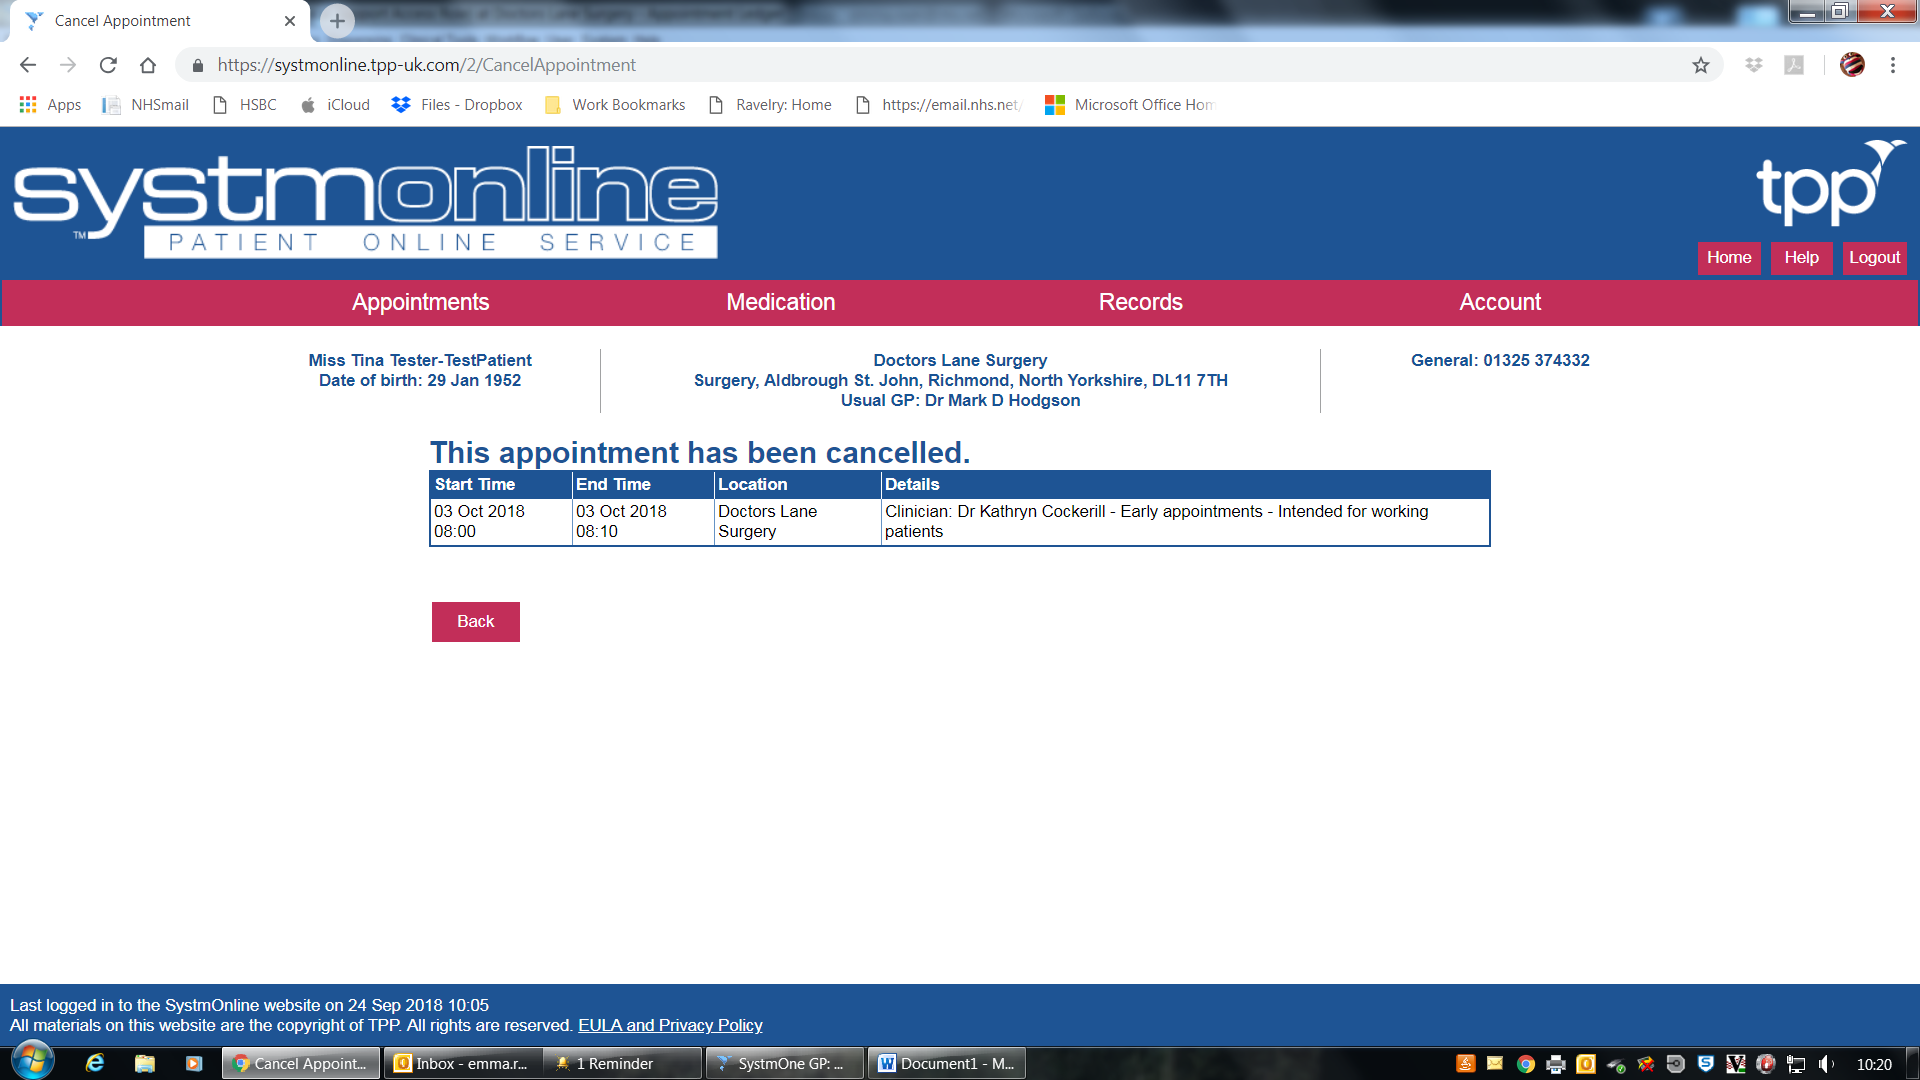 Cancel Appointment
https://systmonline.tpp-uk.com/2/CancelAppointment
Apps NHSmail HSBC iCloud Files - Dropbox Work Bookmarks Ravelry: Home https://email.nhs.net/ Microsoft Office Hom
systmonline
TM
PATIENT ONLINE SERVICE
tpp
Home Help Logout
Appointments Medication Records Account
Miss Tina Tester-TestPatient
Date of birth: 29 Jan 1952
Doctors Lane Surgery
Surgery, Aldbrough St. John, Richmond, North Yorkshire, DL11 7TH
Usual GP: Dr Mark D Hodgson
General: 01325 374332
This appointment has been cancelled.
Start Time End Time Location Details
03 Oct 2018 08:00
03 Oct 2018 08:10
Doctors Lane Surgery
Clinician: Dr Kathryn Cockerill - Early appointments - Intended for working
patients
Back
Last logged in to the SystmOnline website on 24 Sep 2018 10:05
All materials on this website are the copyright of TPP. All rights are reserved. EULA and Privacy Policy
Cancel Appoint... Inbox - emma.r... 1 Reminder SystmOne GP: ... Document1 - M... 10:20